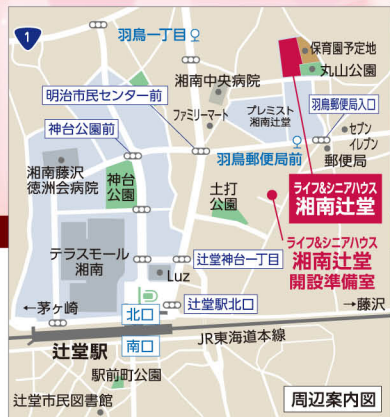 1
羽鳥一丁目
保育園予定地
丸山公園
湘南中央病院
明治市民センター前
ファミリーマート
プレミスト
湘南辻堂
羽鳥郵便局入口
神台公園前
セブン
イレブン
羽鳥郵便局前
郵便局
湘南藤沢
徳洲会病院
神台
公園
土打
公園
ライフ&シニアハウス
湘南辻堂
テラスモール
湘南
辻堂神台一丁目
ライフ&シニアハウス
湘南辻堂
開設準備室
Luz
←茅ヶ崎
辻堂駅北口
→藤沢
北口
辻堂駅
南口
JR東海道本線
駅前町公園
辻堂市民図書館
周辺案内図